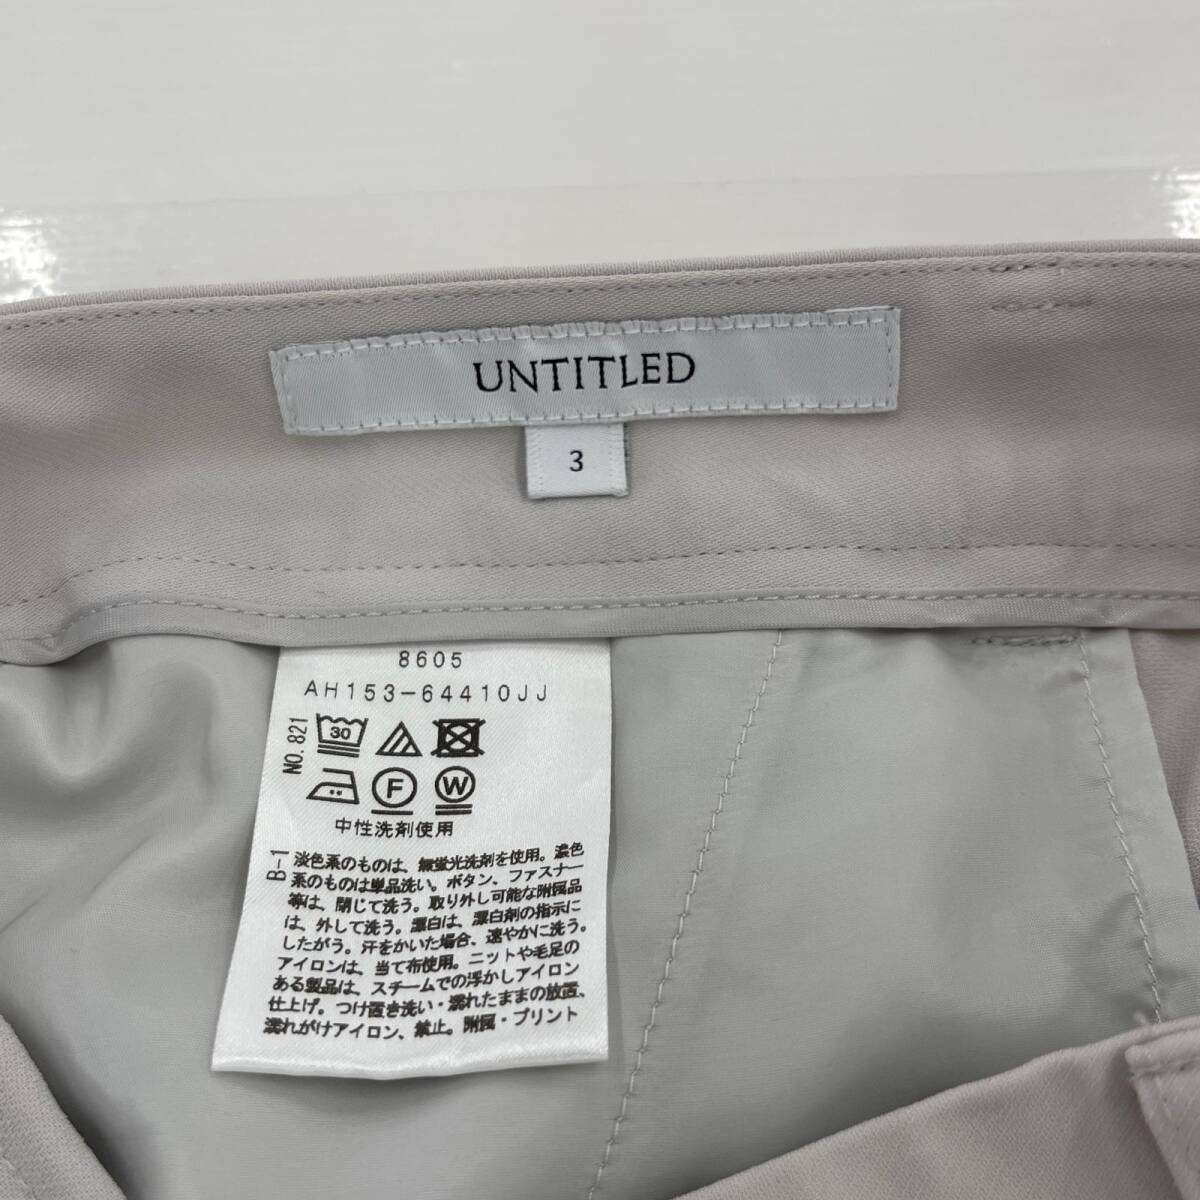 UNTITLED
3
8605
AH153-64410JJ
NO.821
30
F
W
中性洗剤使用
B-1
淡色系のものは、無蛍光洗剤を使用。濃色
系のものは単品洗い。ボタン、ファスナー
等は、閉じて洗う。取り外し可能な附属品
は、外して洗う。漂白は、漂白剤の指示に
したがう。汗をかいた場合、速やかに洗う。
アイロンは、当て布使用。ニットや毛足の
ある製品は、スチームでの浮かしアイロン
仕上げ。つけ置き洗い・濡れたままの放置、
濡れがけアイロン、禁止。附属・プリント